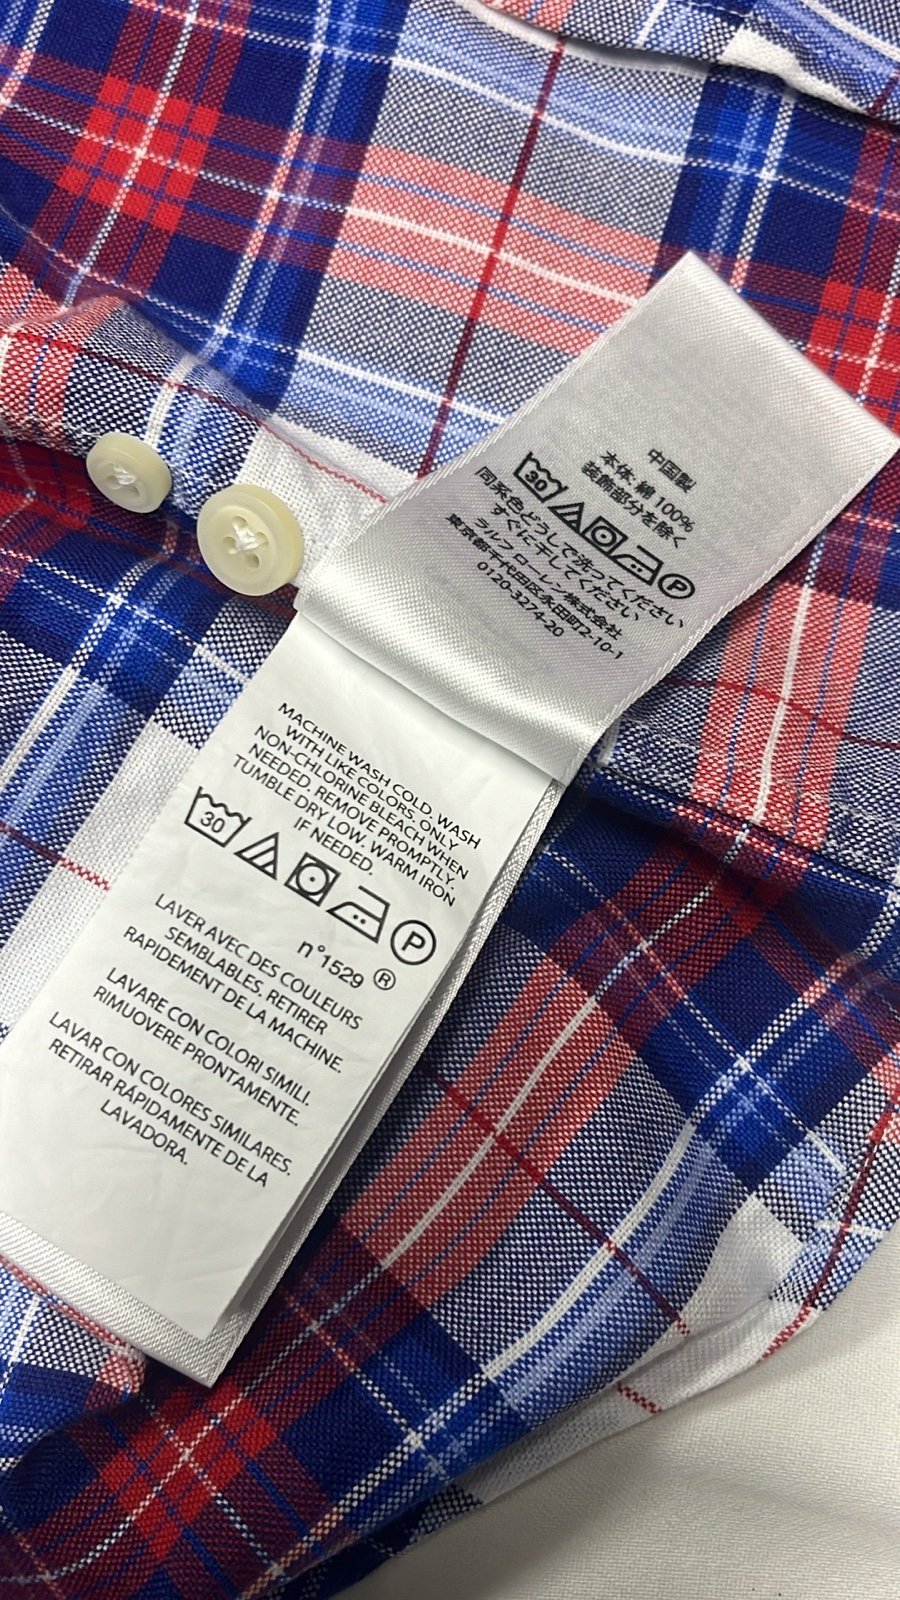 中国製
本体: 綿 100%
装飾部分を除く
30 P
同系色どうしで洗ってください
すぐに干してください
ラルフ ローレン株式会社
東京都千代田区永田町2-10-1
0120-3274-20
MACHINE WASH COLD. WASH
WITH LIKE COLORS. ONLY
NON-CHLORINE BLEACH WHEN
NEEDED. REMOVE PROMPTLY.
TUMBLE DRY LOW. WARM IRON
IF NEEDED.
30 P
n°1529 ®
LAVER AVEC DES COULEURS
SEMBLABLES. RETIRER
RAPIDEMENT DE LA MACHINE.
LAVARE CON COLORI SIMILI.
RIMUOVERE PRONTAMENTE.
LAVAR CON COLORES SIMILARES.
RETIRAR RÁPIDAMENTE DE LA
LAVADORA.